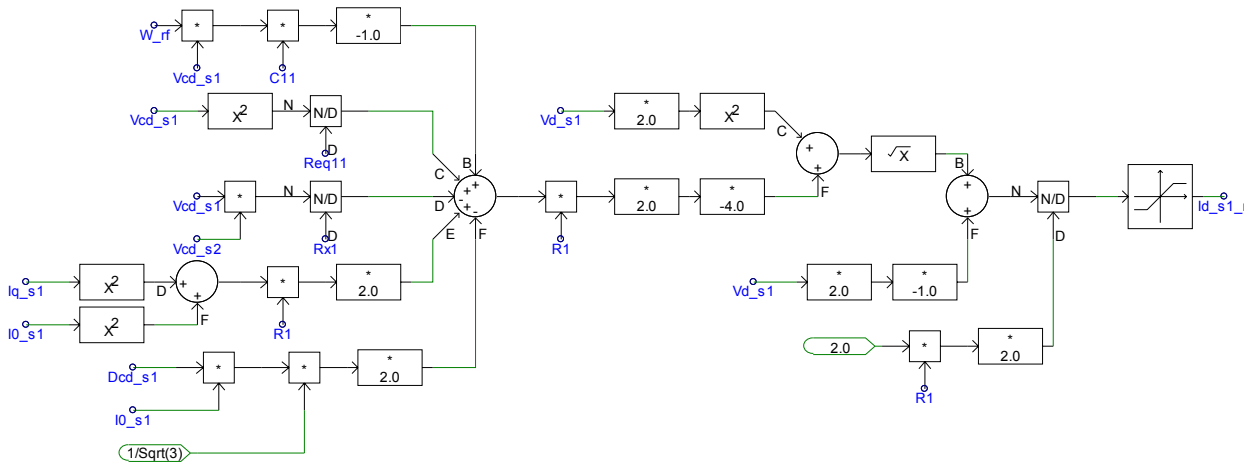 W_rf
*
*
*
-1.0
Vcd_s1
C11
Vcd_s1
X²
N
N/D
D
Req11
Vd_s1
*
2.0
X²
C
+
+
F
√X
B
+
+
F
N
N/D
D
Id_s1_
B
C
D
E
F
+
+
-
+
-
Vcd_s1
*
N
N/D
D
Vcd_s2
Rx1
*
R1
*
2.0
*
-4.0
Iq_s1
X²
D
+
+
F
*
*
2.0
I0_s1
X²
R1
Vd_s1
*
2.0
*
-1.0
Dcd_s1
*
*
*
2.0
I0_s1
1/Sqrt(3)
2.0
*
*
2.0
R1